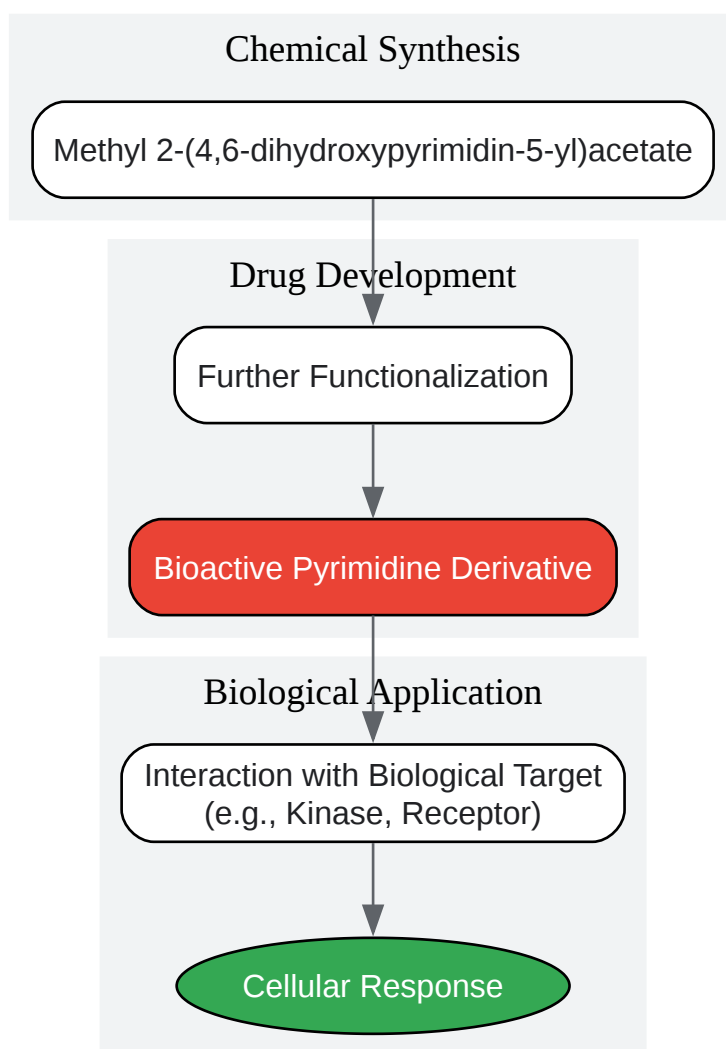 Chemical Synthesis
Methyl 2-(4,6-dihydroxypyrimidin-5-yl)acetate
Drug Development
Further Functionalization
Bioactive Pyrimidine Derivative
Biological Application
Interaction with Biological Target
(e.g., Kinase, Receptor)
Cellular Response